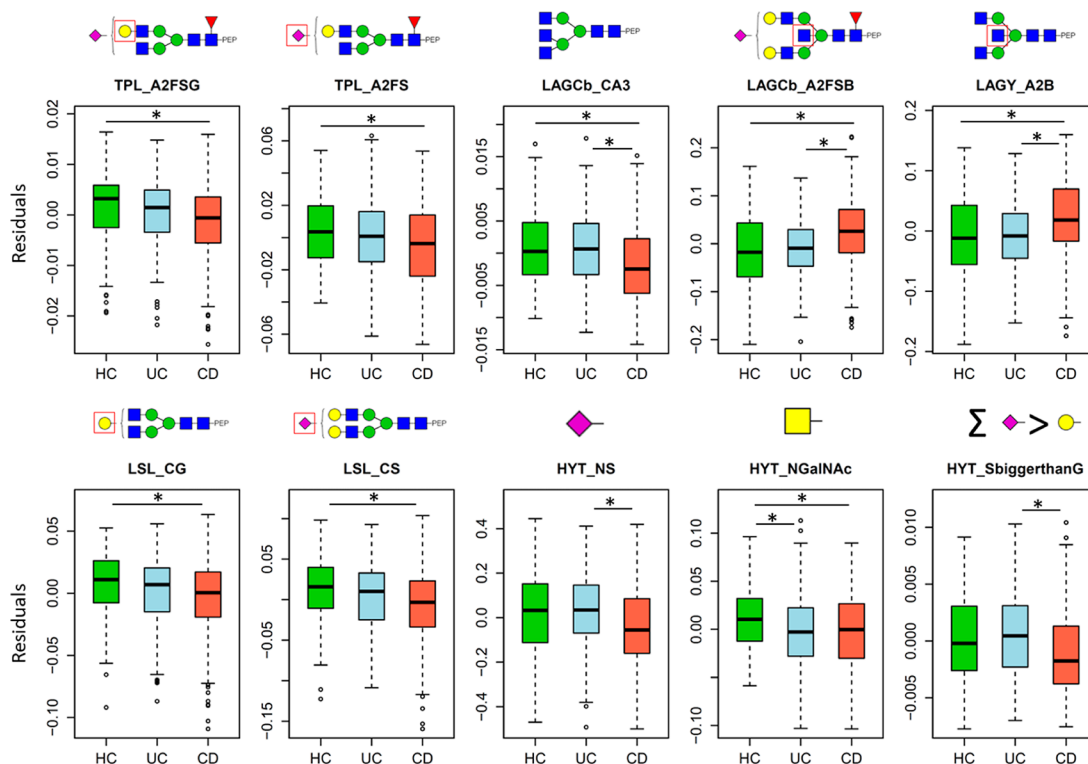 PEP PEP PEP PEP PEP
TPL_A2FSG TPL_A2FS LAGCb_CA3 LAGCb_A2FSB LAGY_A2B
Residuals
0.02 0.01 0.00 −0.01 −0.02
* HC UC CD
0.06 0.02 −0.02 −0.06
* HC UC CD
0.015 0.005 −0.005 −0.015
* * HC UC CD
0.2 0.1 0.0 −0.1 −0.2
* * HC UC CD
0.2 0.1 0.0 −0.1 −0.2
* * HC UC CD
PEP PEP Σ >
LSL_CG LSL_CS HYT_NS HYT_NGalNAc HYT_SbiggerthanG
Residuals
0.05 0.00 −0.05 −0.10
* HC UC CD
0.05 −0.05 −0.15
* HC UC CD
0.4 0.2 0.0 −0.2 −0.4
* HC UC CD
0.10 0.05 0.00 −0.10
* * HC UC CD
0.010 0.005 0.000 −0.005
* HC UC CD